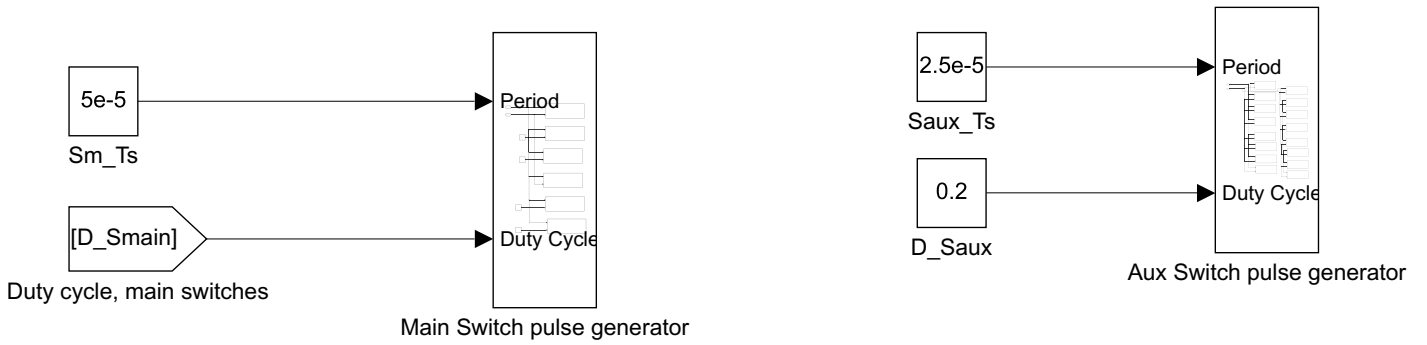 5e-5
Sm_Ts
[D_Smain]
Duty cycle, main switches
Period
Duty Cycle
Main Switch pulse generator
2.5e-5
Saux_Ts
0.2
D_Saux
Period
Duty Cycle
Aux Switch pulse generator